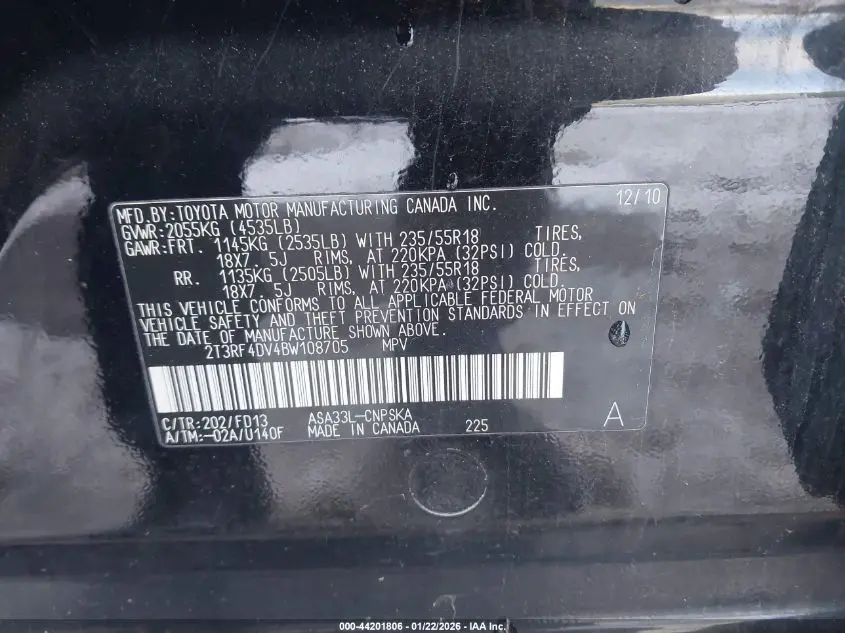 MFD.BY:TOYOTA MOTOR MANUFACTURING CANADA INC. 12/10
GVWR:2055KG (4535LB)
GAWR:FRT. 1145KG (2535LB) WITH 235/55R18 TIRES,
18X7 5J RIMS, AT 220KPA (32PSI) COLD.
RR. 1135KG (2505LB) WITH 235/55R18 TIRES,
18X7 5J RIMS, AT 220KPA (32PSI) COLD.
THIS VEHICLE CONFORMS TO ALL APPLICABLE FEDERAL MOTOR
VEHICLE SAFETY AND THEFT PREVENTION STANDARDS IN EFFECT ON
THE DATE OF MANUFACTURE SHOWN ABOVE.
2T3RF4DV4BW108705 MPV
C/TR:202/FD13 ASA33L-CNPSKA
A/TM:-02A/U140F MADE IN CANADA 225 A
000-44201806 - 01/22/2026 - IAA Inc.